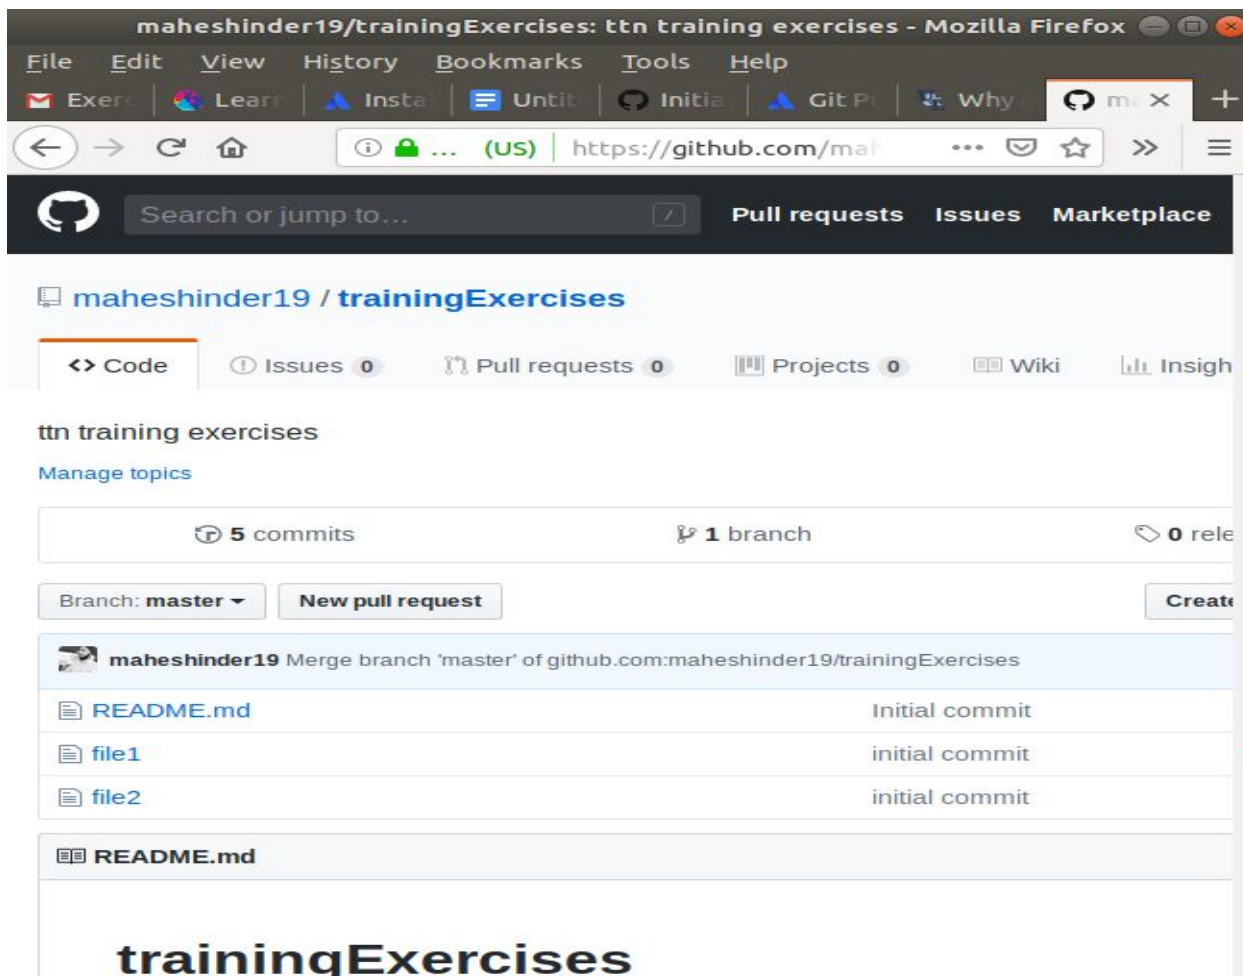 maheshinder19/trainingExercises: ttn training exercises - Mozilla Firefox
File Edit View History Bookmarks Tools Help
Exerc Learn Insta Untit Initia Git P Why m
... (US) https://github.com/mah
Search or jump to... / Pull requests Issues Marketplace
maheshinder19 / trainingExercises
<> Code Issues 0 Pull requests 0 Projects 0 Wiki Insigh
ttn training exercises
Manage topics
5 commits 1 branch 0 rele
Branch: master New pull request Create
maheshinder19 Merge branch 'master' of github.com:maheshinder19/trainingExercises
README.md Initial commit
file1 initial commit
file2 initial commit
README.md
trainingExercises